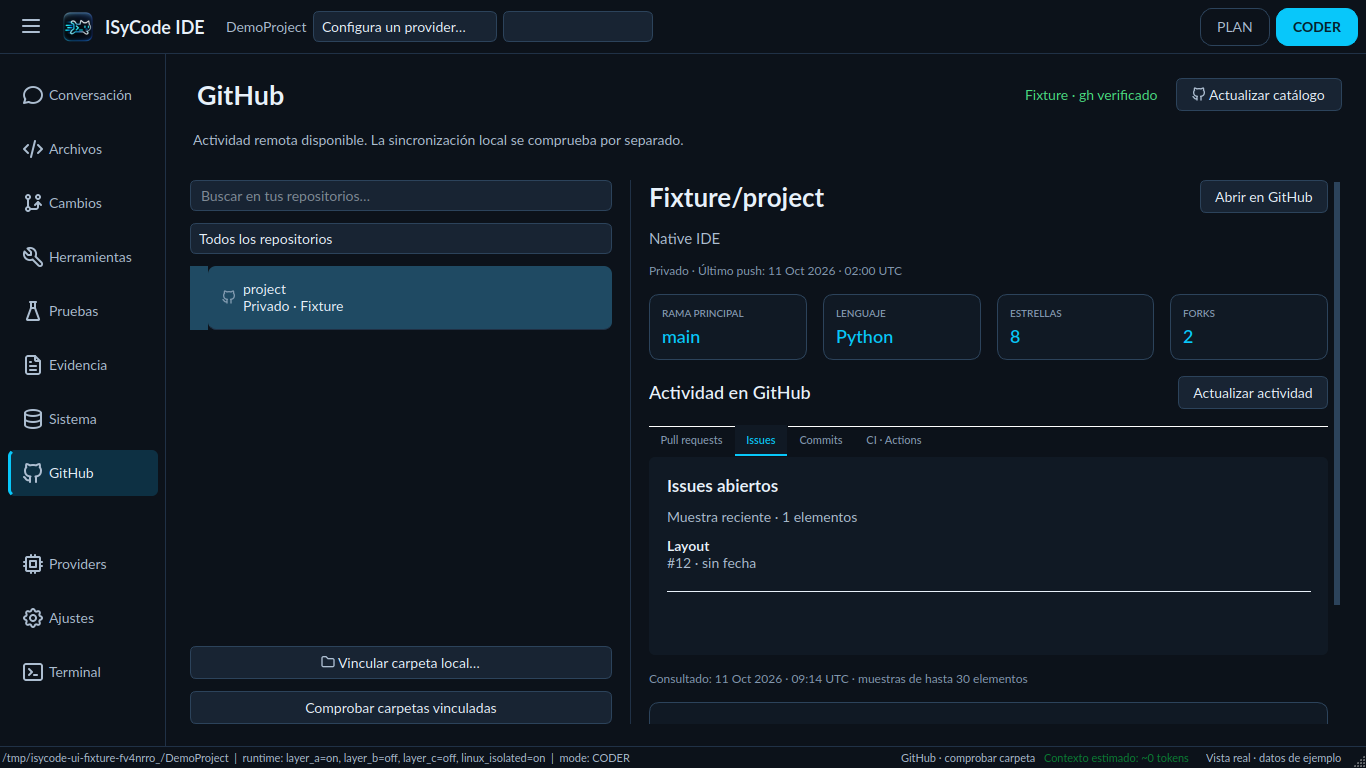 ISyCode IDE
DemoProject
Configura un provider...
PLAN
CODER
Conversación
Archivos
Cambios
Herramientas
Pruebas
Evidencia
Sistema
GitHub
Providers
Ajustes
Terminal
GitHub
Fixture · gh verificado
Actualizar catálogo
Actividad remota disponible. La sincronización local se comprueba por separado.
Buscar en tus repositorios...
Todos los repositorios
project
Privado · Fixture
Vincular carpeta local...
Comprobar carpetas vinculadas
Fixture/project
Abrir en GitHub
Native IDE
Privado · Último push: 11 Oct 2026 · 02:00 UTC
RAMA PRINCIPAL
main
LENGUAJE
Python
ESTRELLAS
8
FORKS
2
Actividad en GitHub
Actualizar actividad
Pull requests
Issues
Commits
CI · Actions
Issues abiertos
Muestra reciente · 1 elementos
Layout
#12 · sin fecha
Consultado: 11 Oct 2026 · 09:14 UTC · muestras de hasta 30 elementos
/tmp/isycode-ui-fixture-fv4nrro_/DemoProject | runtime: layer_a=on, layer_b=off, layer_c=off, linux_isolated=on | mode: CODER
GitHub · comprobar carpeta
Contexto estimado: ~0 tokens
Vista real · datos de ejemplo